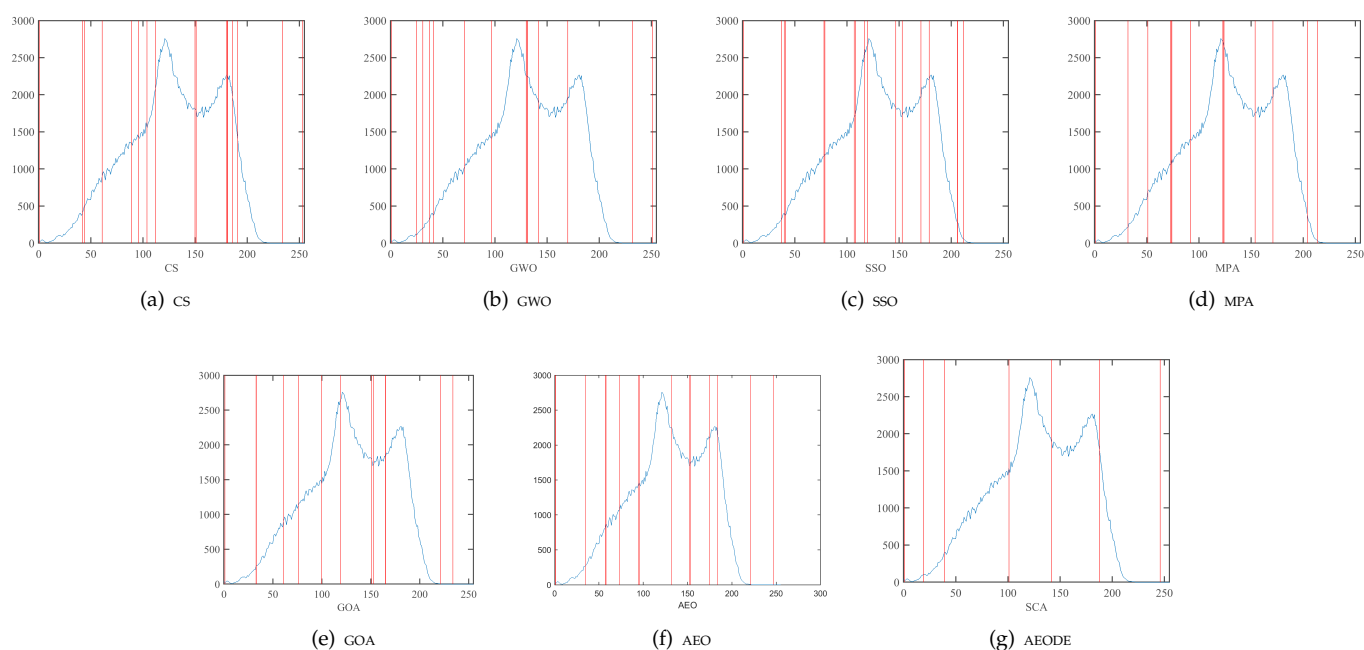 3000 3000 3000 3000
2500 2500 2500 2500
2000 2000 2000 2000
1500 1500 1500 1500
1000 1000 1000 1000
500 500 500 500
0 0 0 0
0 50 100 150 200 250 0 50 100 150 200 250 0 50 100 150 200 250 0 50 100 150 200 250
CS GWO SSO MPA
(a) CS (b) GWO (c) SSO (d) MPA
3000 3000 3000
2500 2500 2500
2000 2000 2000
1500 1500 1500
1000 1000 1000
500 500 500
0 0 0
0 50 100 150 200 250 0 50 100 150 200 250 300 0 50 100 150 200 250
GOA AEO SCA
(e) GOA (f) AEO (g) AEODE